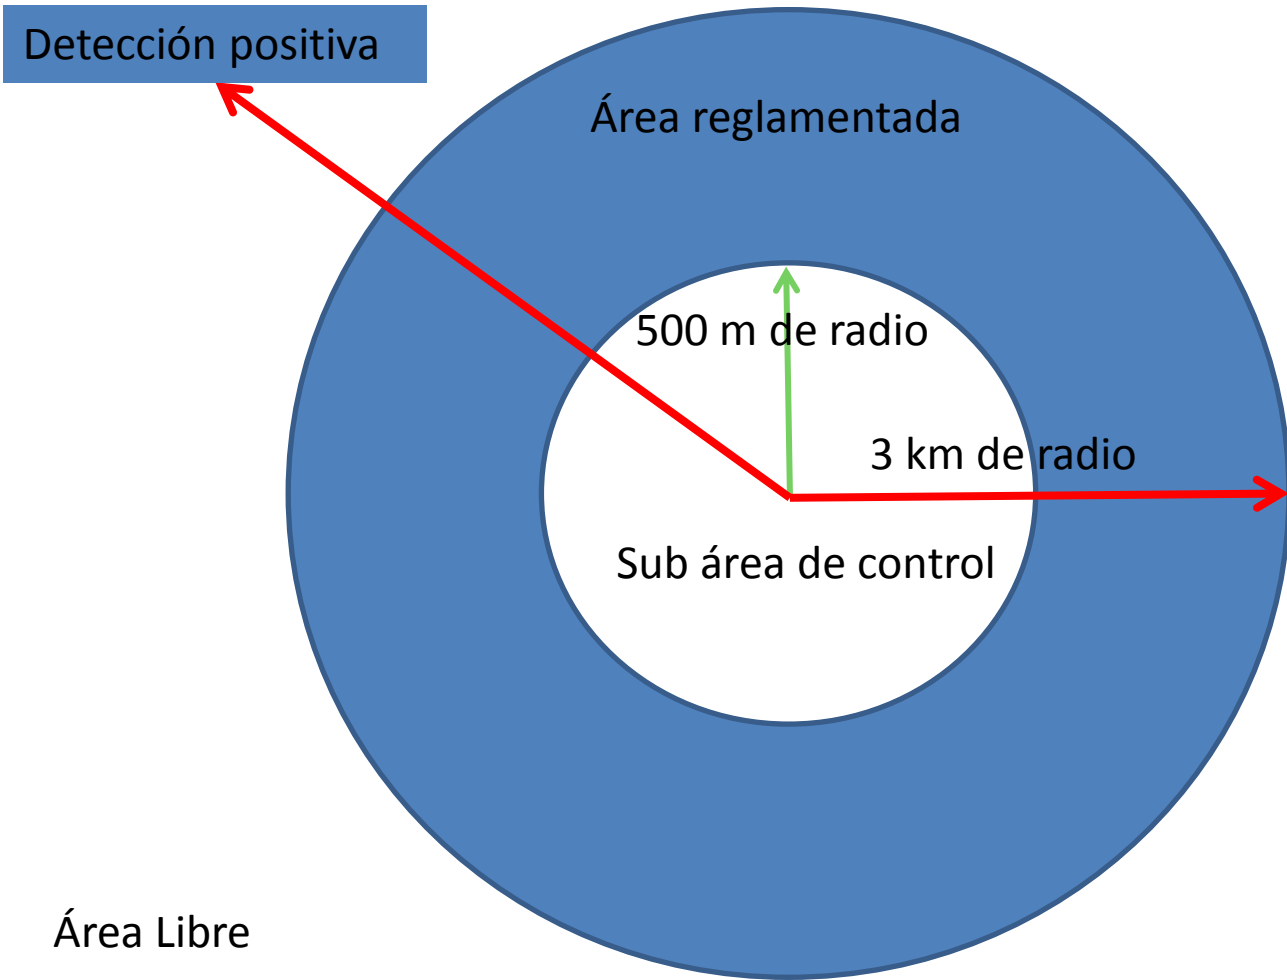 Detección positiva
Área reglamentada
500 m de radio
3 km de radio
Sub área de control
Área Libre